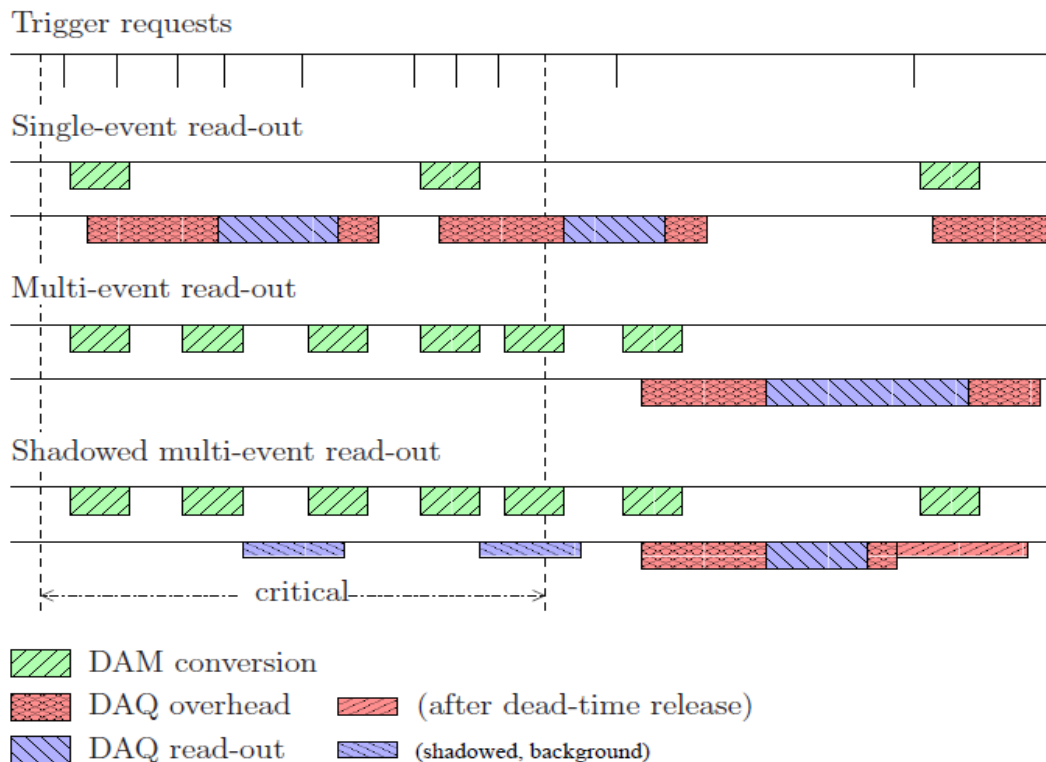 Trigger requests
Single-event read-out
Multi-event read-out
Shadowed multi-event read-out
critical
DAM conversion
DAQ overhead (after dead-time release)
DAQ read-out (shadowed, background)